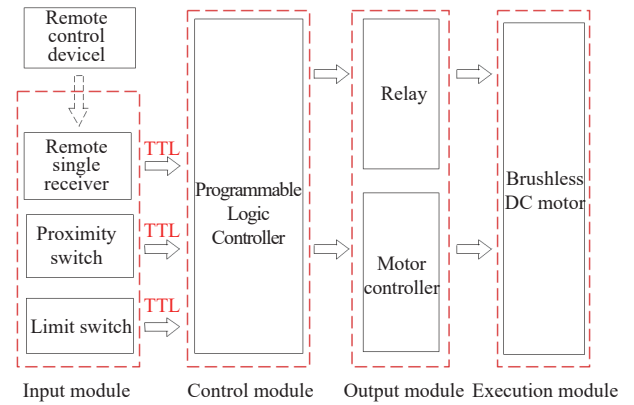 Remote
control
devicel
Remote
single
receiver
TTL
Proximity
switch
TTL
Limit switch
TTL
Programmable
Logic
Controller
Relay
Motor
controller
Brushless
DC motor
Input module
Control module
Output module
Execution module